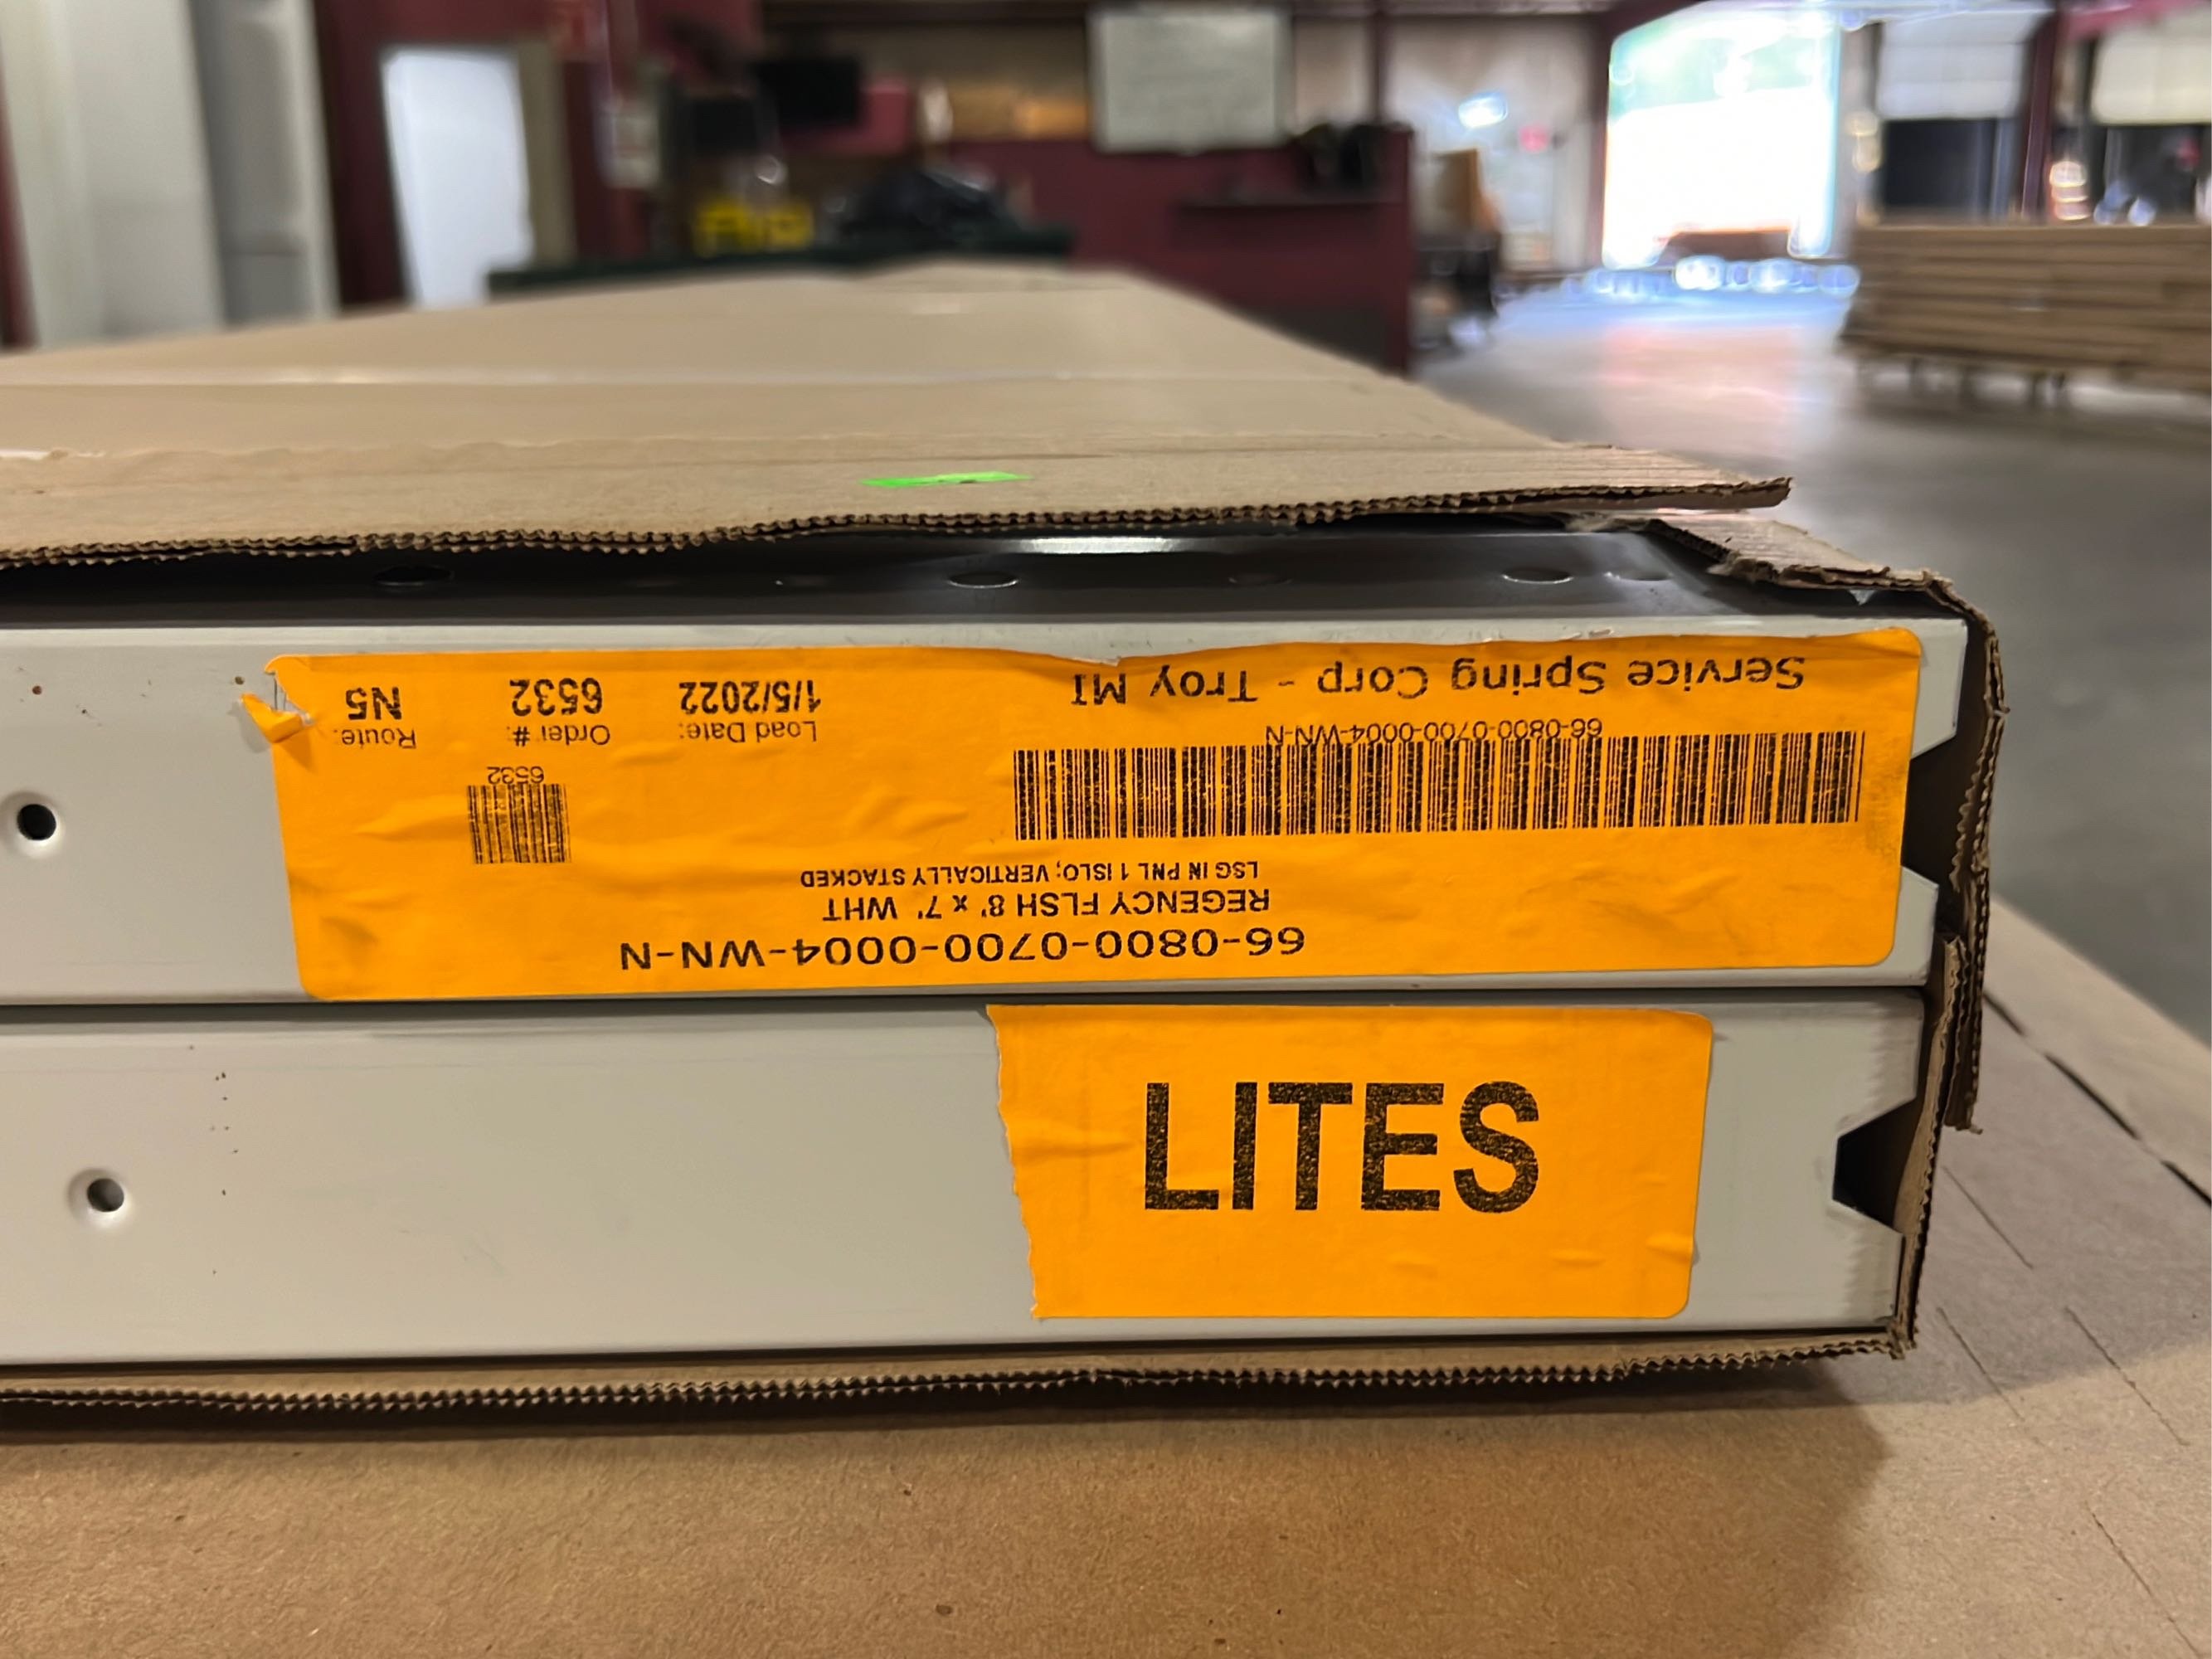 66-0800-0700-0004-WN-N
REGENCY FLSH 8' x 7' WHT
LSG IN PNL 1 ISLO; VERTICALLY STACKED
66-0800-0700-0004-WN-N
Service Spring Corp - Troy MI
6532
Load Date:
1/5/2022
Order #:
6532
Route:
N5
LITES